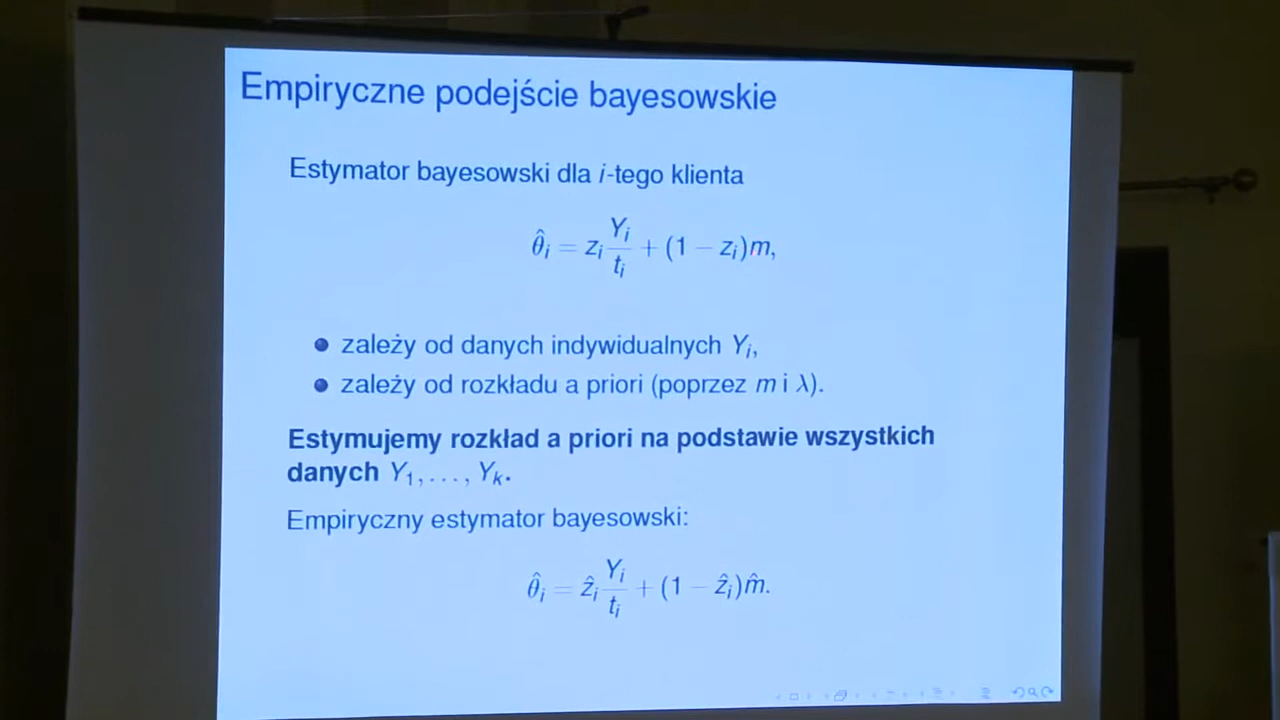 Empiryczne podejście bayesowskie
Estymator bayesowski dla i-tego klienta
θ̂ᵢ = zᵢ Yᵢ/tᵢ + (1 − zᵢ)m,
zależy od danych indywidualnych Yᵢ,
zależy od rozkładu a priori (poprzez m i λ).
Estymujemy rozkład a priori na podstawie wszystkich
danych Y₁, . . . , Yₖ.
Empiryczny estymator bayesowski:
θ̂ᵢ = ẑᵢ Yᵢ/tᵢ + (1 − ẑᵢ)m̂.